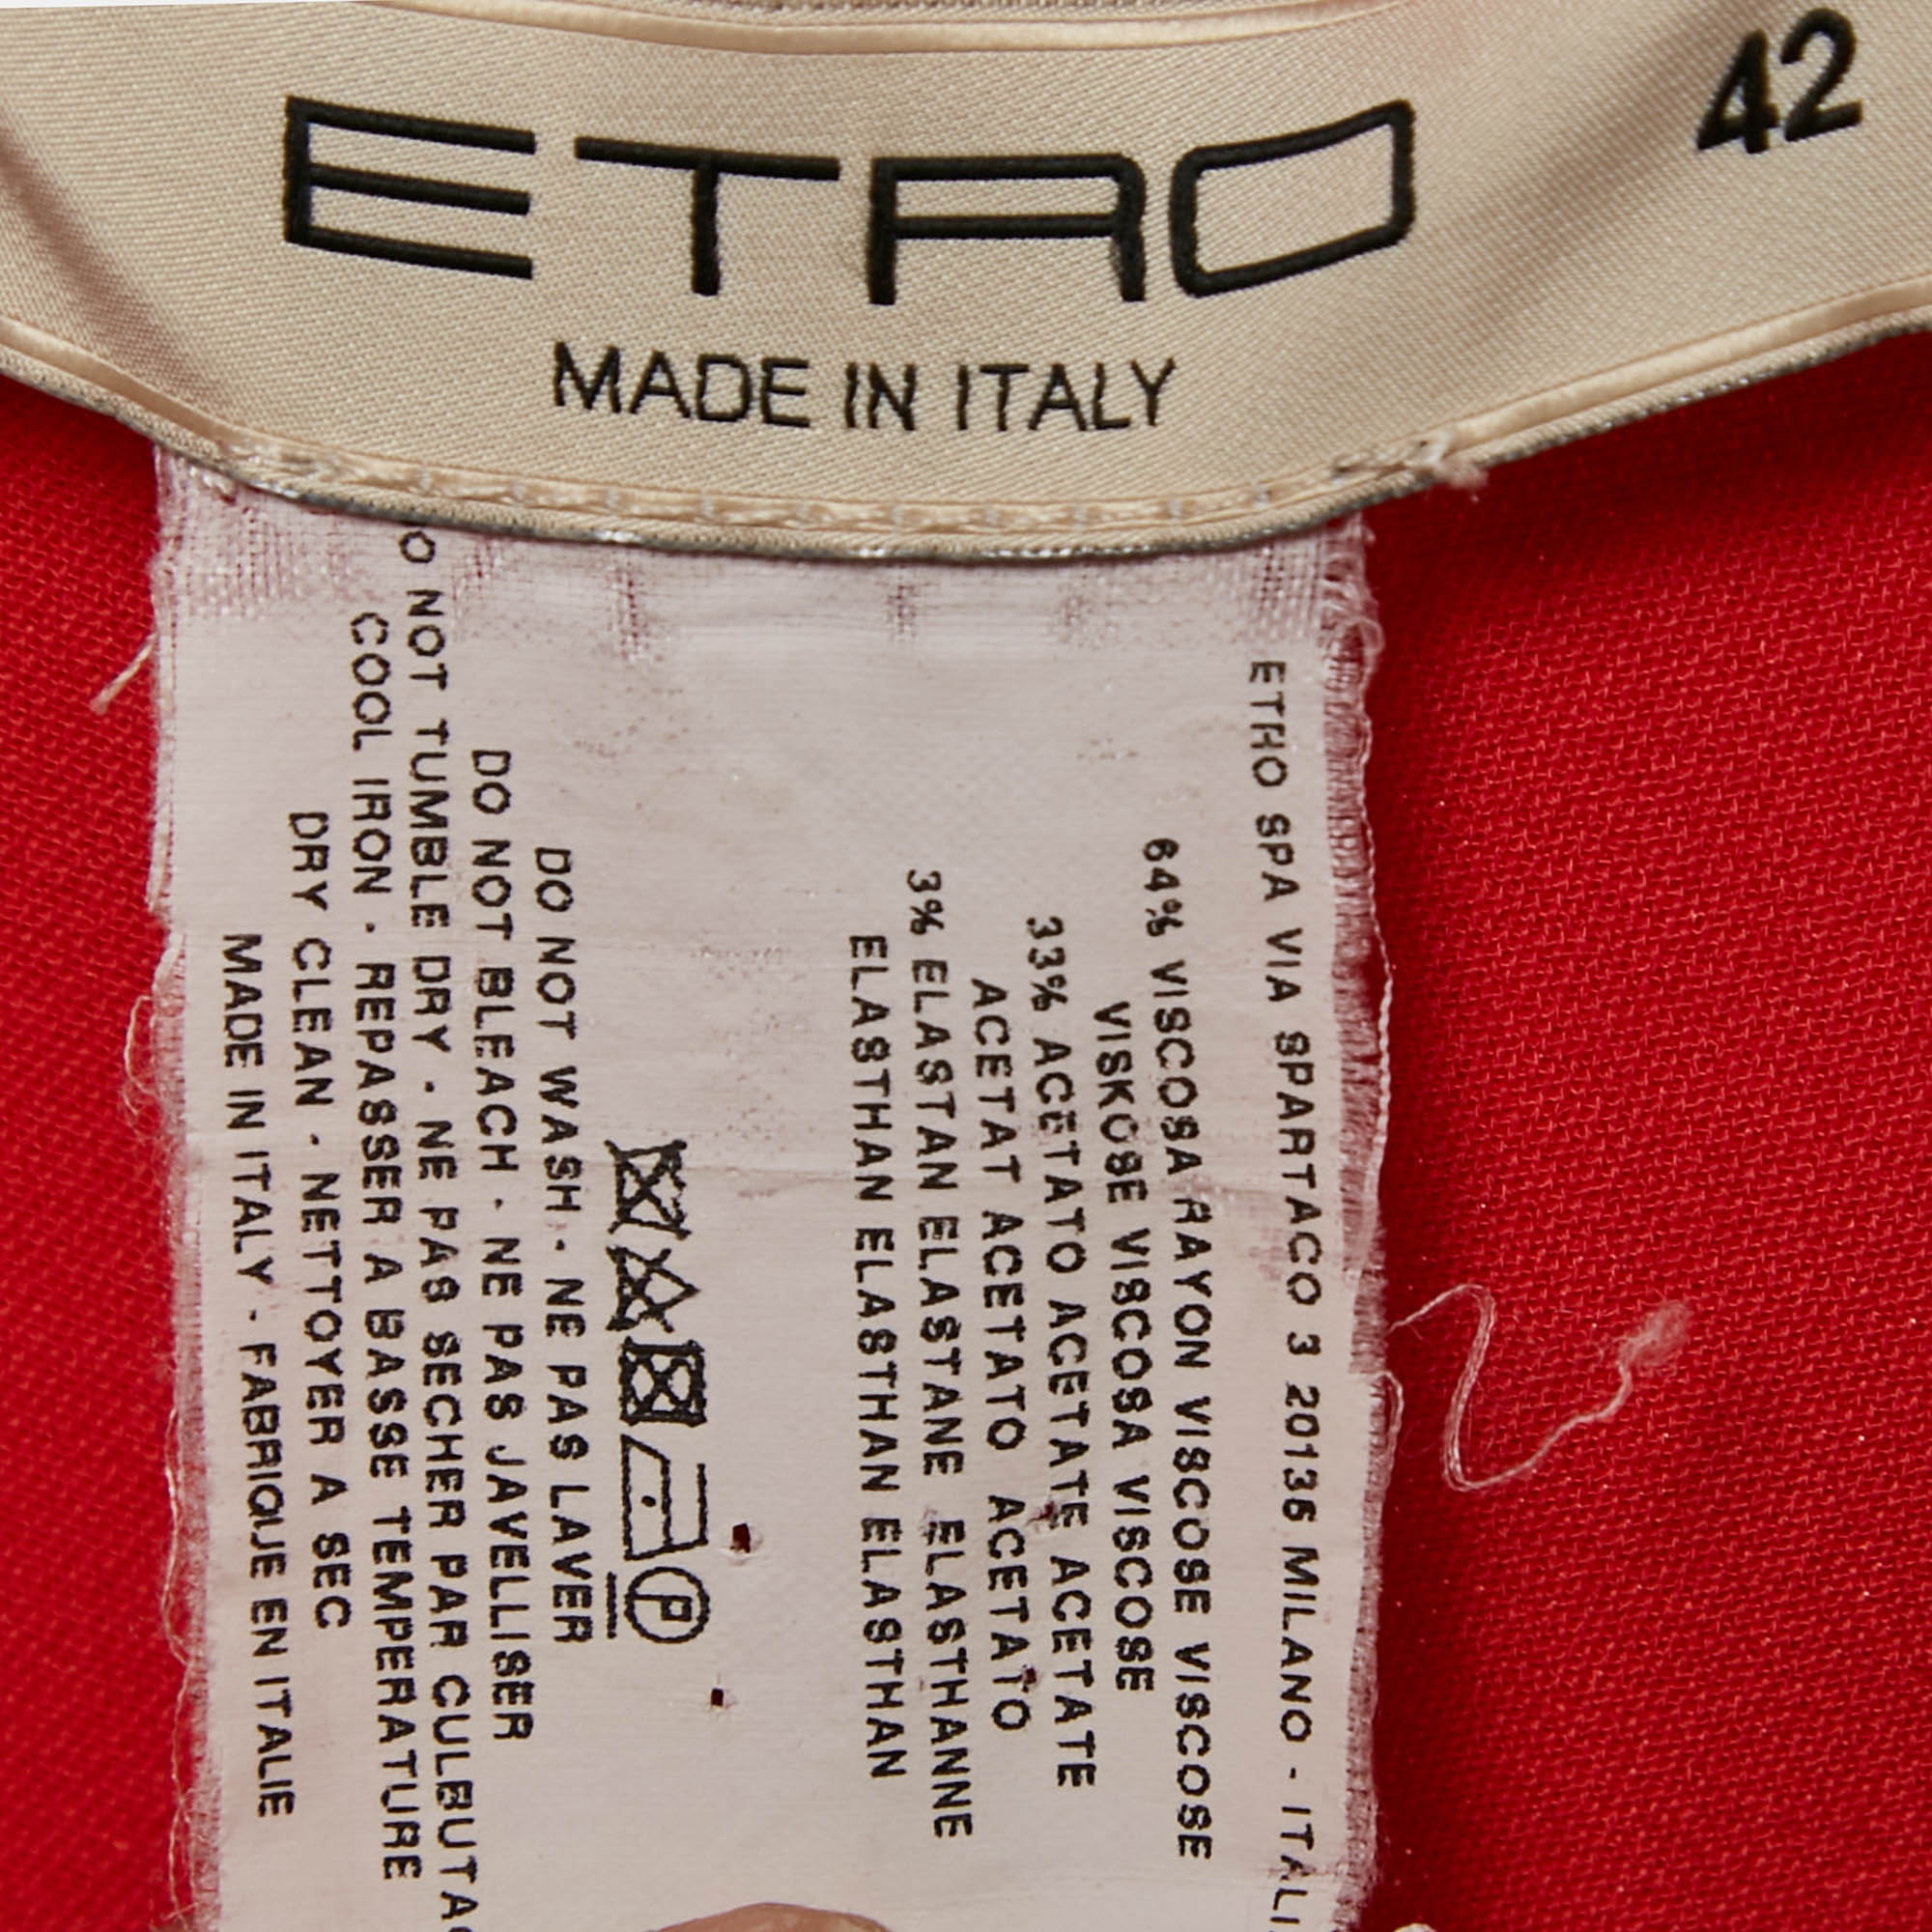 ETRO
42
MADE IN ITALY
ETRO SPA VIA SPARTACO 3 20135 MILANO - ITALI
64% VISCOSA RAYON VISCOSE VISCOSE
VISKOSE VISCOSA VISCOSE
33% ACETATO ACETATE ACETATE
ACETAT ACETATO ACETATO
3% ELASTAN ELASTANE ELASTHANNE
ELASTHAN ELASTHAN ELASTHAN
P
DO NOT WASH - NE PAS LAVER
DO NOT BLEACH - NE PAS JAVELLISER
O NOT TUMBLE DRY - NE PAS SECHER PAR CULBUTAG
COOL IRON - REPASSER A BASSE TEMPERATURE
DRY CLEAN - NETTOYER A SEC
MADE IN ITALY - FABRIQUE EN ITALIE